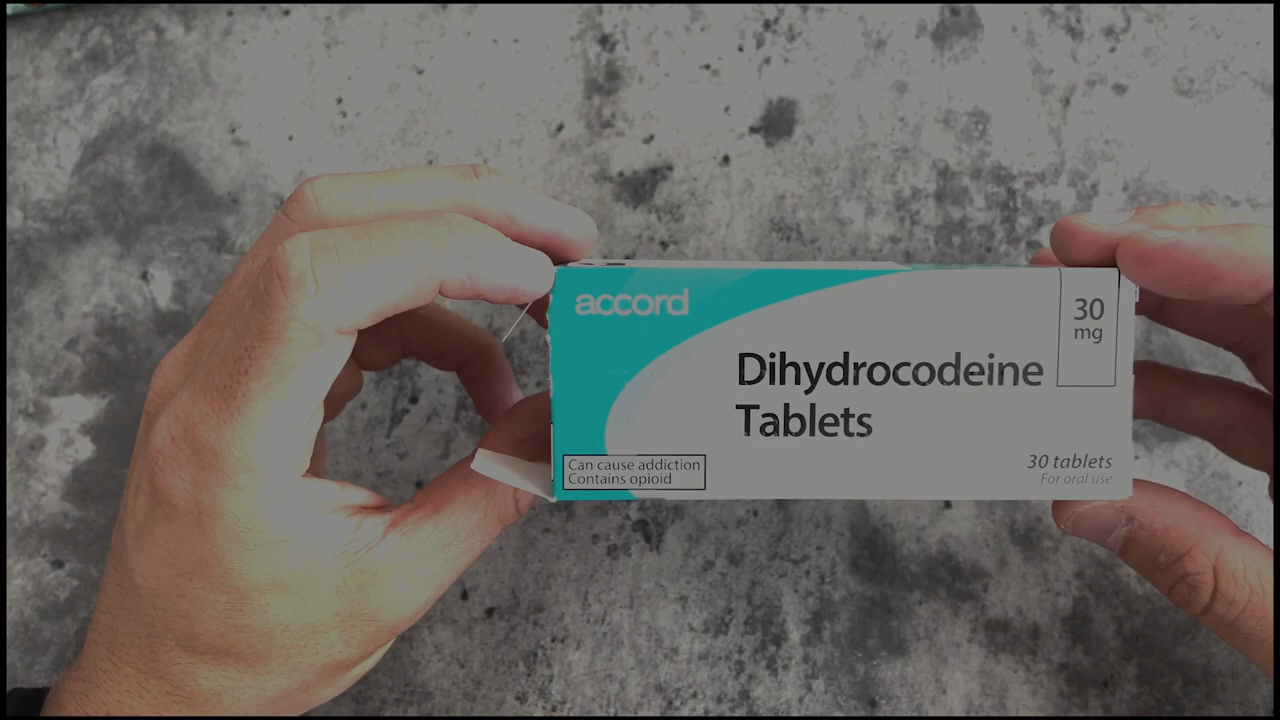 accord
30
mg
Dihydrocodeine
Tablets
Can cause addiction
Contains opioid
30 tablets
For oral use